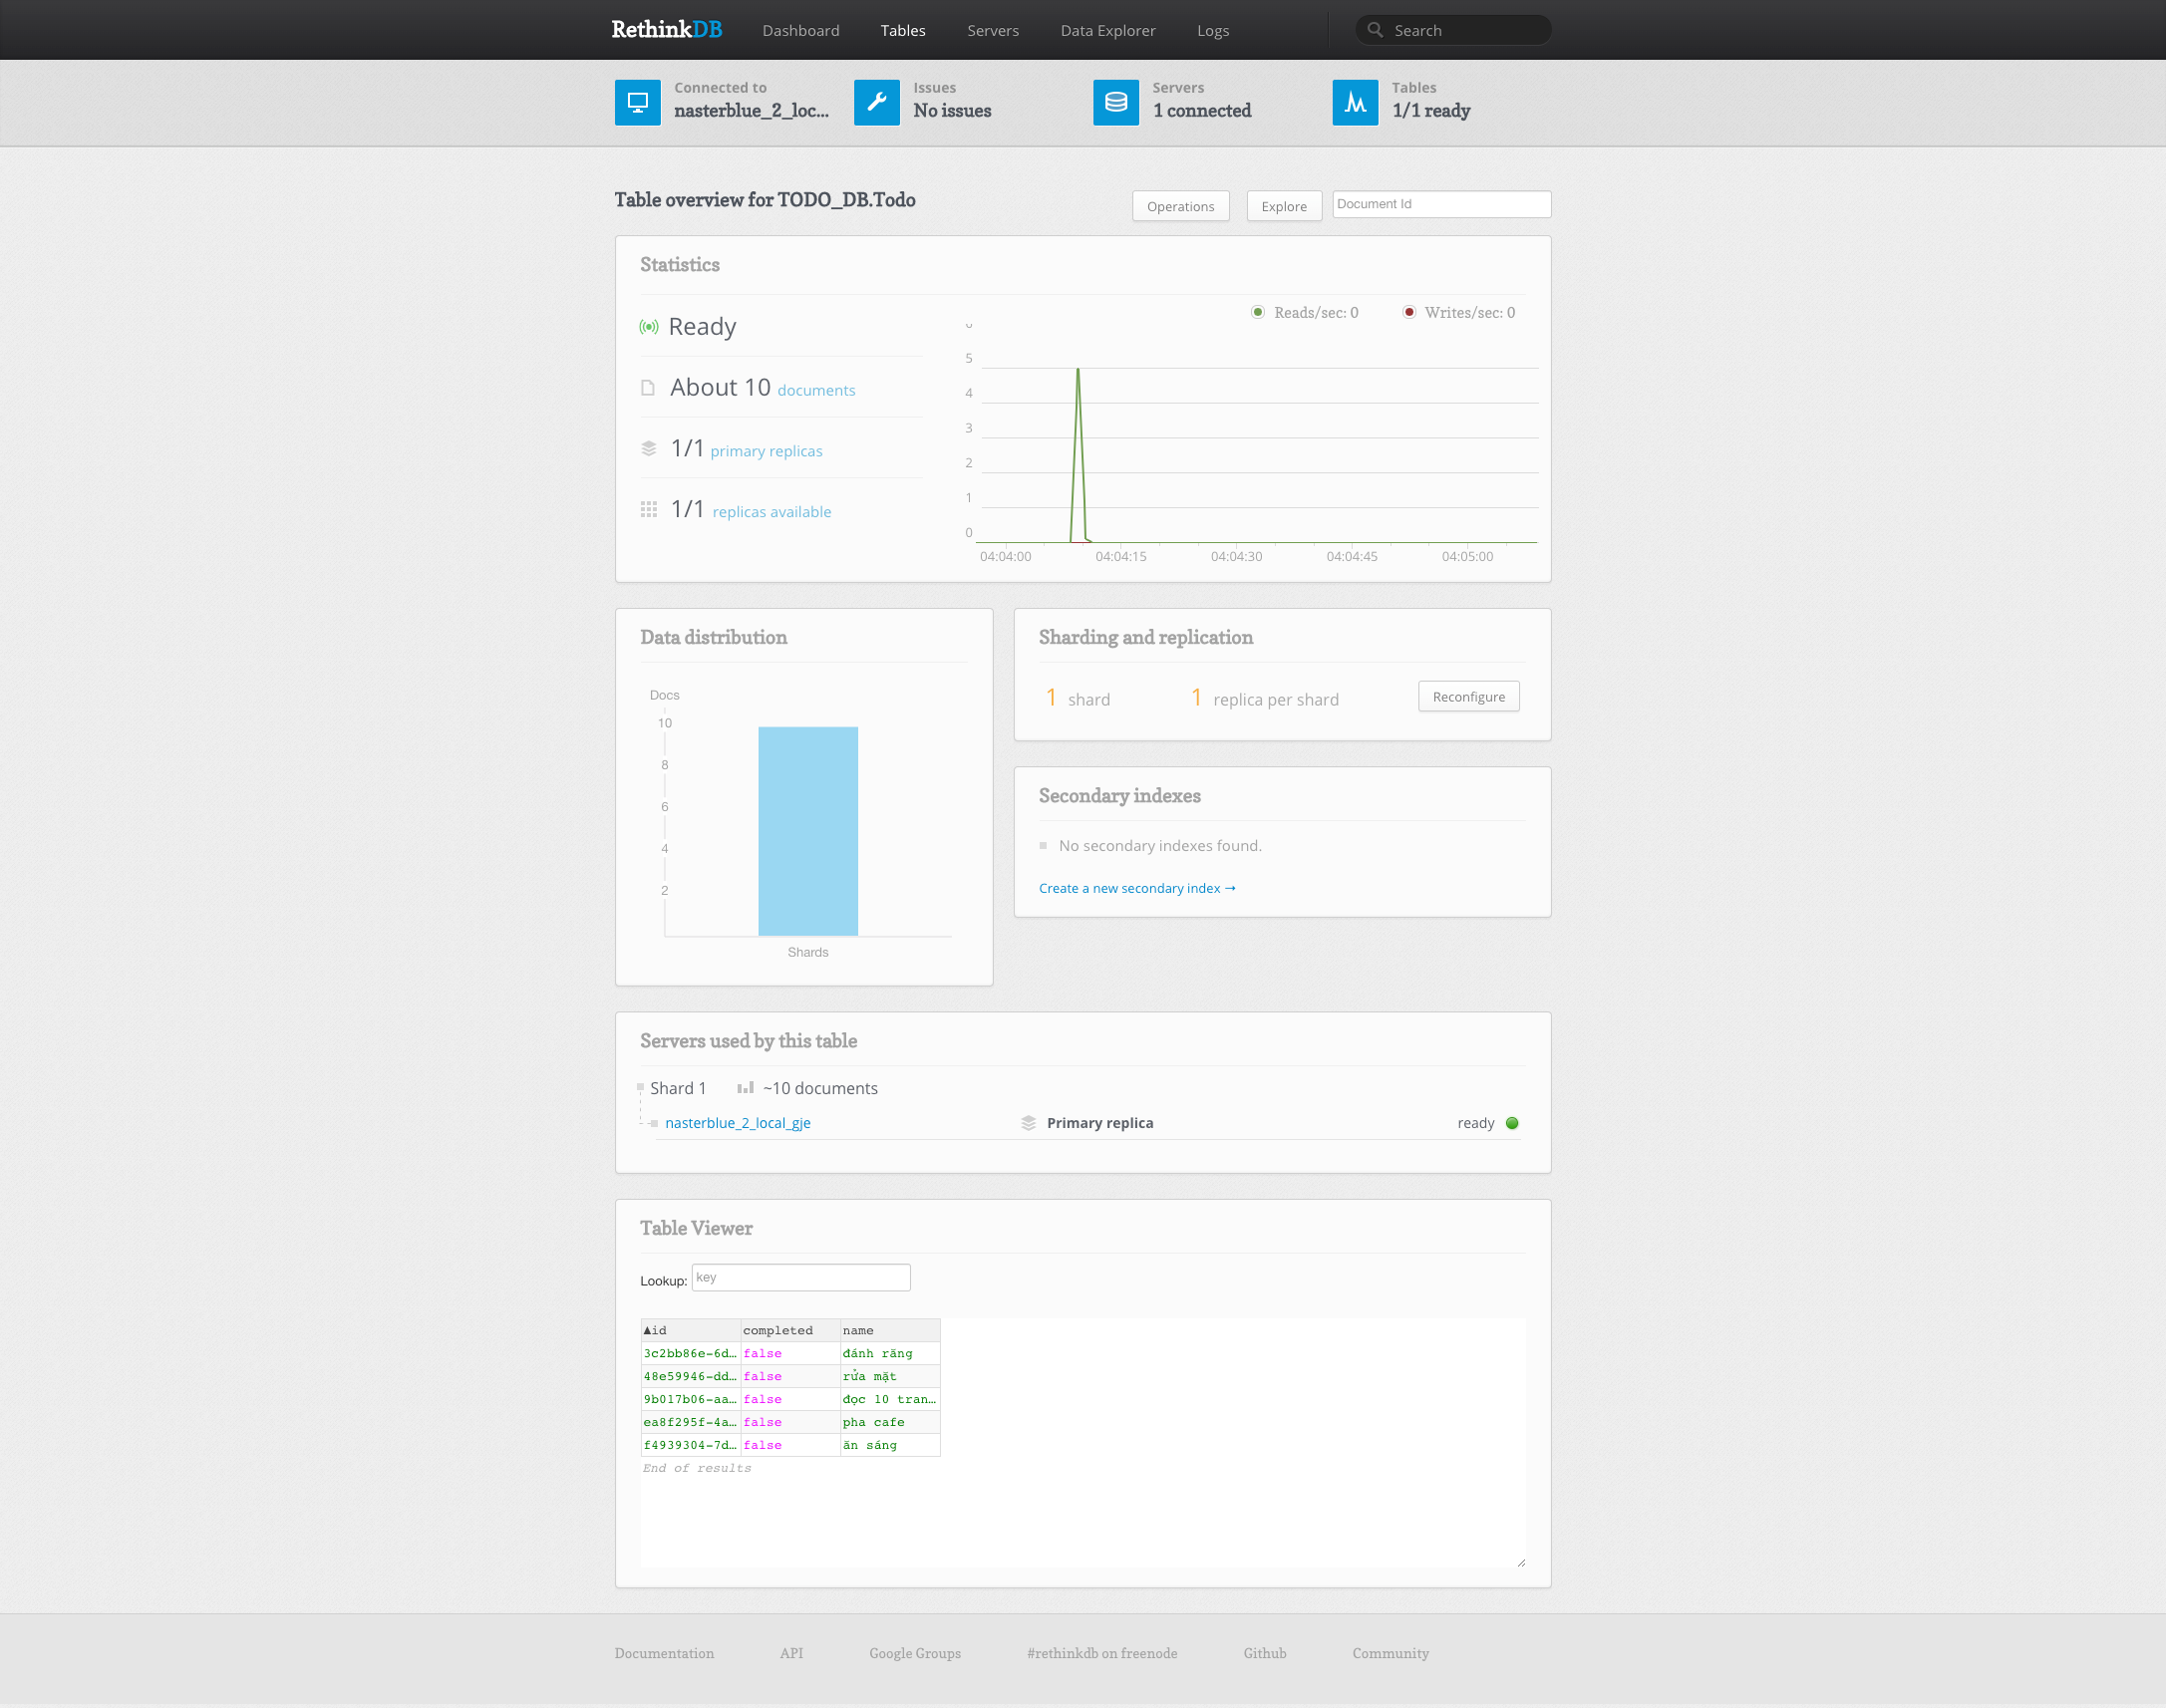 RethinkDB Dashboard Tables Servers Data Explorer Logs Search
Connected to
nasterblue_2_loc...
Issues
No issues
Servers
1 connected
Tables
1/1 ready
Table overview for TODO_DB.Todo
Operations Explore Document Id
Statistics
Ready
About 10 documents
1/1 primary replicas
1/1 replicas available
Reads/sec: 0 Writes/sec: 0
5
4
3
2
1
0
04:04:00 04:04:15 04:04:30 04:04:45 04:05:00
Data distribution
Docs
10
8
6
4
2
Shards
Sharding and replication
1 shard 1 replica per shard Reconfigure
Secondary indexes
No secondary indexes found.
Create a new secondary index →
Servers used by this table
Shard 1 ~10 documents
nasterblue_2_local_gje Primary replica ready
Table Viewer
Lookup: key
▲id completed name
3c2bb86e-6d… false đánh răng
48e59946-dd… false rửa mặt
9b017b06-aa… false đọc 10 tran…
ea8f295f-4a… false pha cafe
f4939304-7d… false ăn sáng
End of results
Documentation API Google Groups #rethinkdb on freenode Github Community